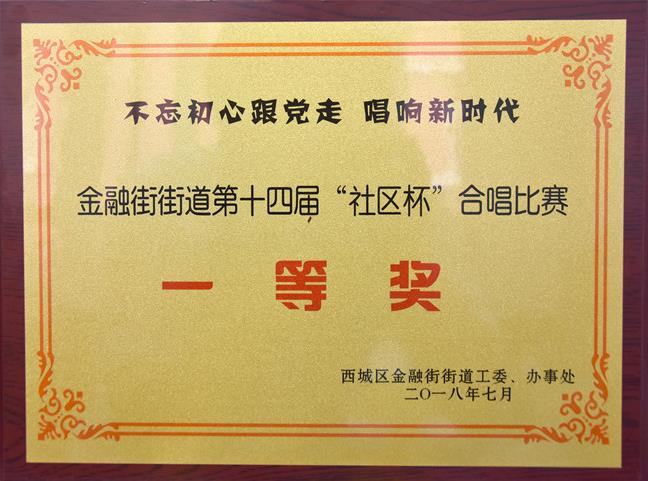 不忘初心跟党走 唱响新时代
金融街街道第十四届“社区杯”合唱比赛
一等奖
西城区金融街街道工委、办事处
二〇一八年七月